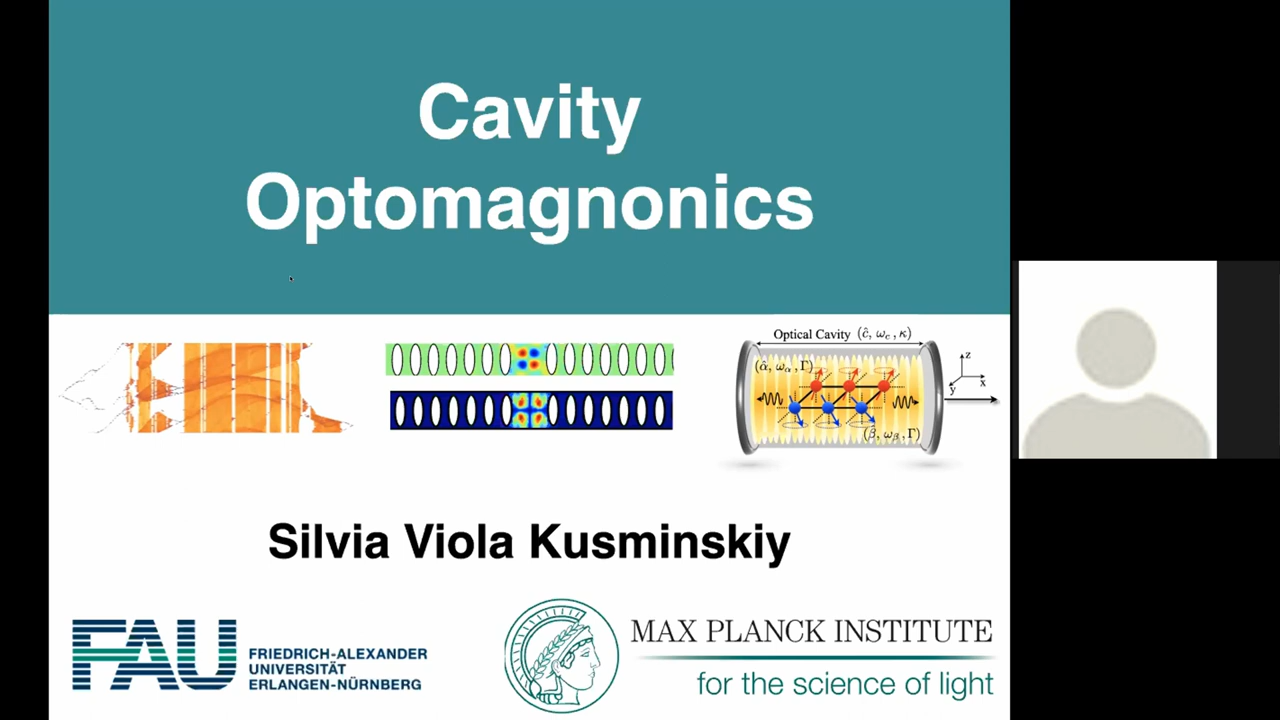 Cavity
Optomagnonics
Optical Cavity (ĉ, ω_c, κ)
(α̂, ω_α, Γ)
z
x
y
(β̂, ω_β, Γ)
Silvia Viola Kusminskiy
FAU
FRIEDRICH-ALEXANDER
UNIVERSITÄT
ERLANGEN-NÜRNBERG
MAX PLANCK INSTITUTE
for the science of light